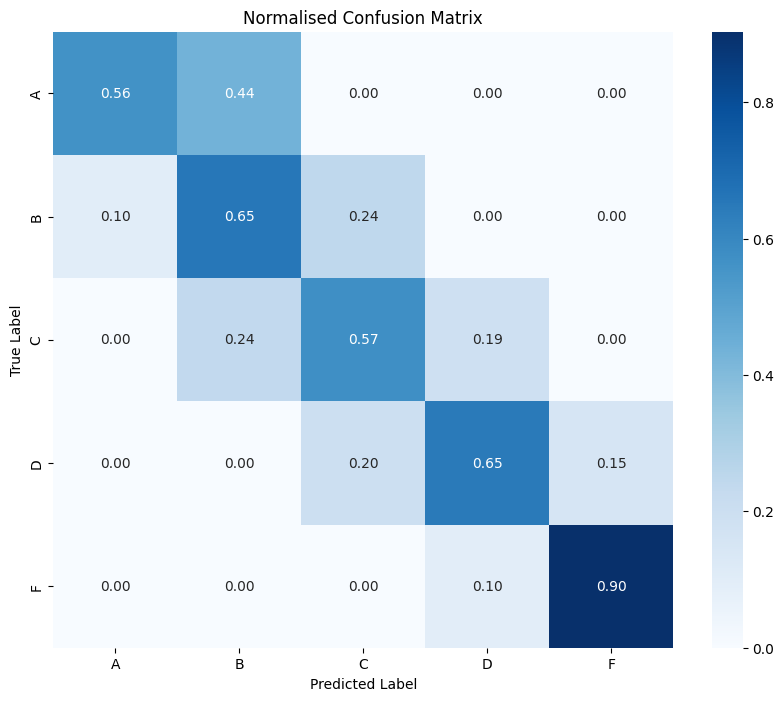 Normalised Confusion Matrix
A 0.56 0.44 0.00 0.00 0.00
B 0.10 0.65 0.24 0.00 0.00
C 0.00 0.24 0.57 0.19 0.00
D 0.00 0.00 0.20 0.65 0.15
F 0.00 0.00 0.00 0.10 0.90
True Label
A B C D F
Predicted Label
0.8
0.6
0.4
0.2
0.0